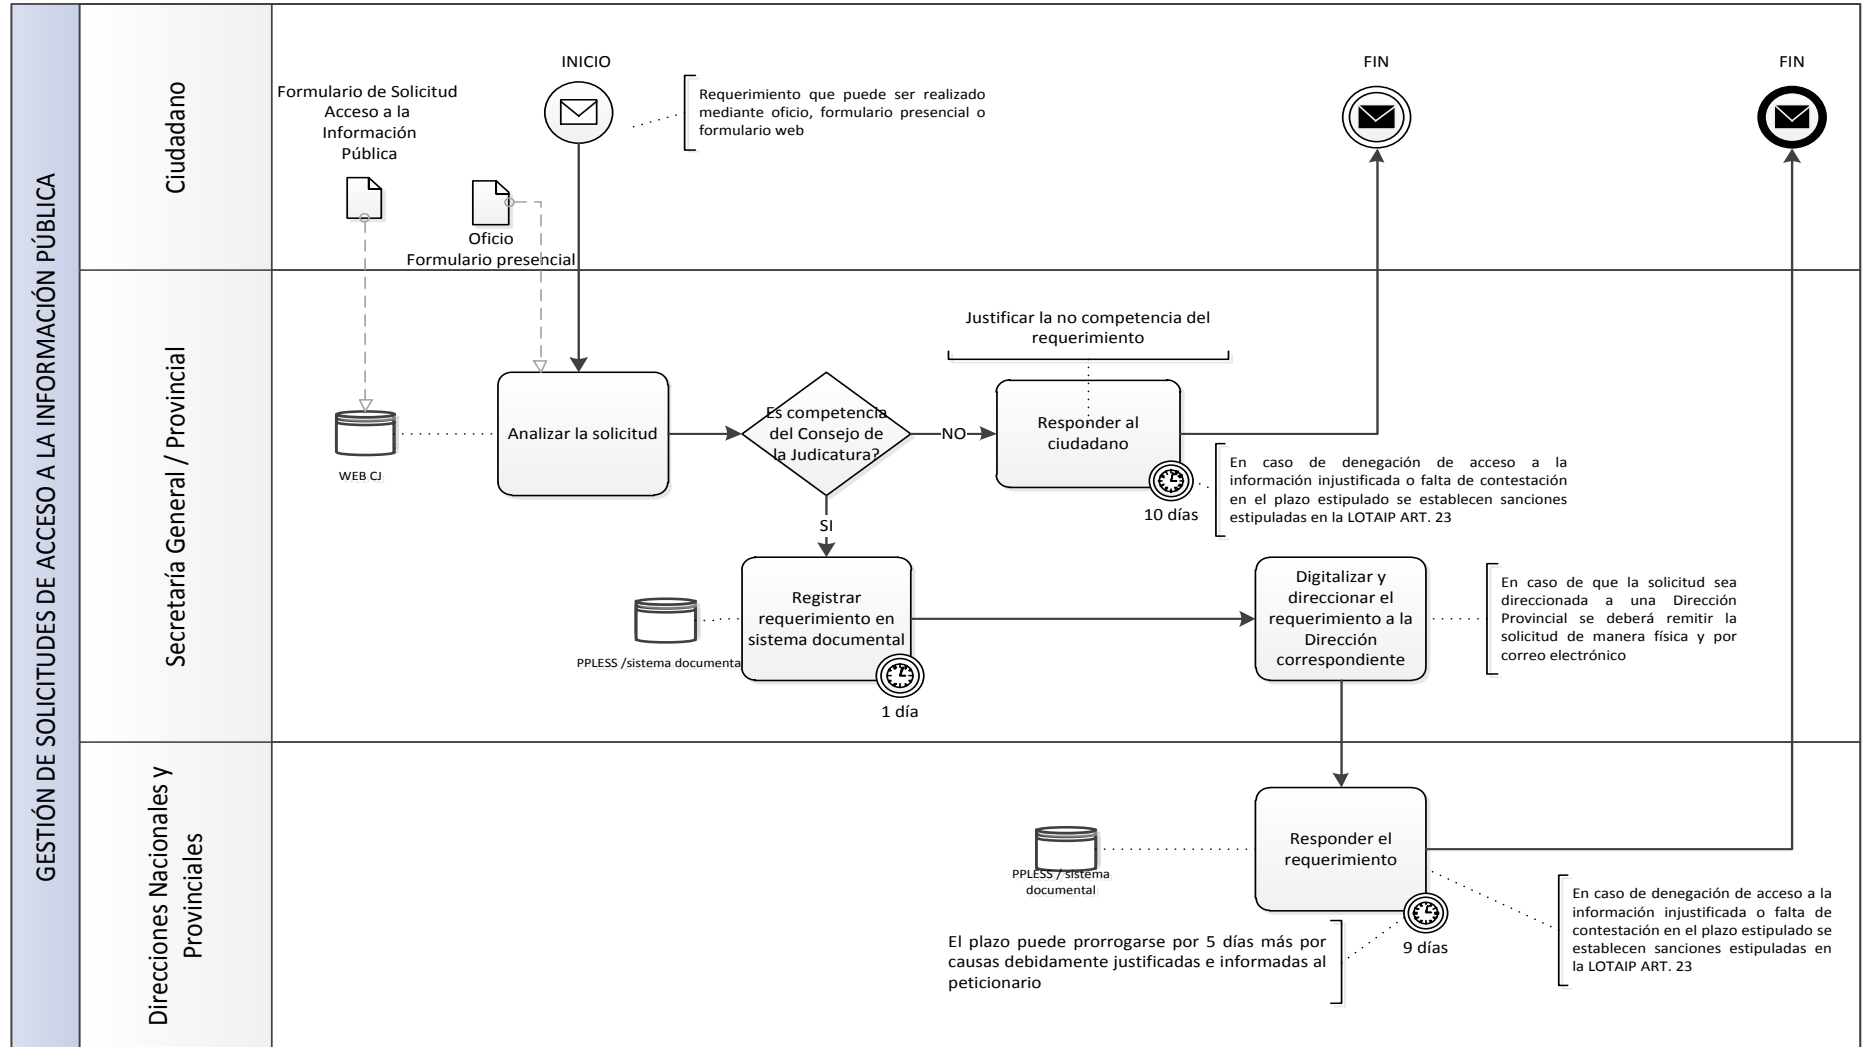 GESTIÓN DE SOLICITUDES DE ACCESO A LA INFORMACIÓN PÚBLICA
Ciudadano
Formulario de Solicitud
Acceso a la
Información
Pública
Oficio
Formulario presencial
INICIO
Requerimiento que puede ser realizado
mediante oficio, formulario presencial o
formulario web
FIN
FIN
Secretaría General / Provincial
WEB CJ
Analizar la solicitud
Es competencia
del Consejo de
la Judicatura?
NO
SI
Justificar la no competencia del
requerimiento
Responder al
ciudadano
10 días
En caso de denegación de acceso a la
información injustificada o falta de contestación
en el plazo estipulado se establecen sanciones
estipuladas en la LOTAIP ART. 23
PPLESS /sistema documenta
Registrar
requerimiento en
sistema documental
1 día
Digitalizar y
direccionar el
requerimiento a la
Dirección
correspondiente
En caso de que la solicitud sea
direccionada a una Dirección
Provincial se deberá remitir la
solicitud de manera física y por
correo electrónico
Direcciones Nacionales y
Provinciales
PPLESS / sistema
documental
Responder el
requerimiento
9 días
El plazo puede prorrogarse por 5 días más por
causas debidamente justificadas e informadas al
peticionario
En caso de denegación de acceso a la
información injustificada o falta de
contestación en el plazo estipulado se
establecen sanciones estipuladas en
la LOTAIP ART. 23